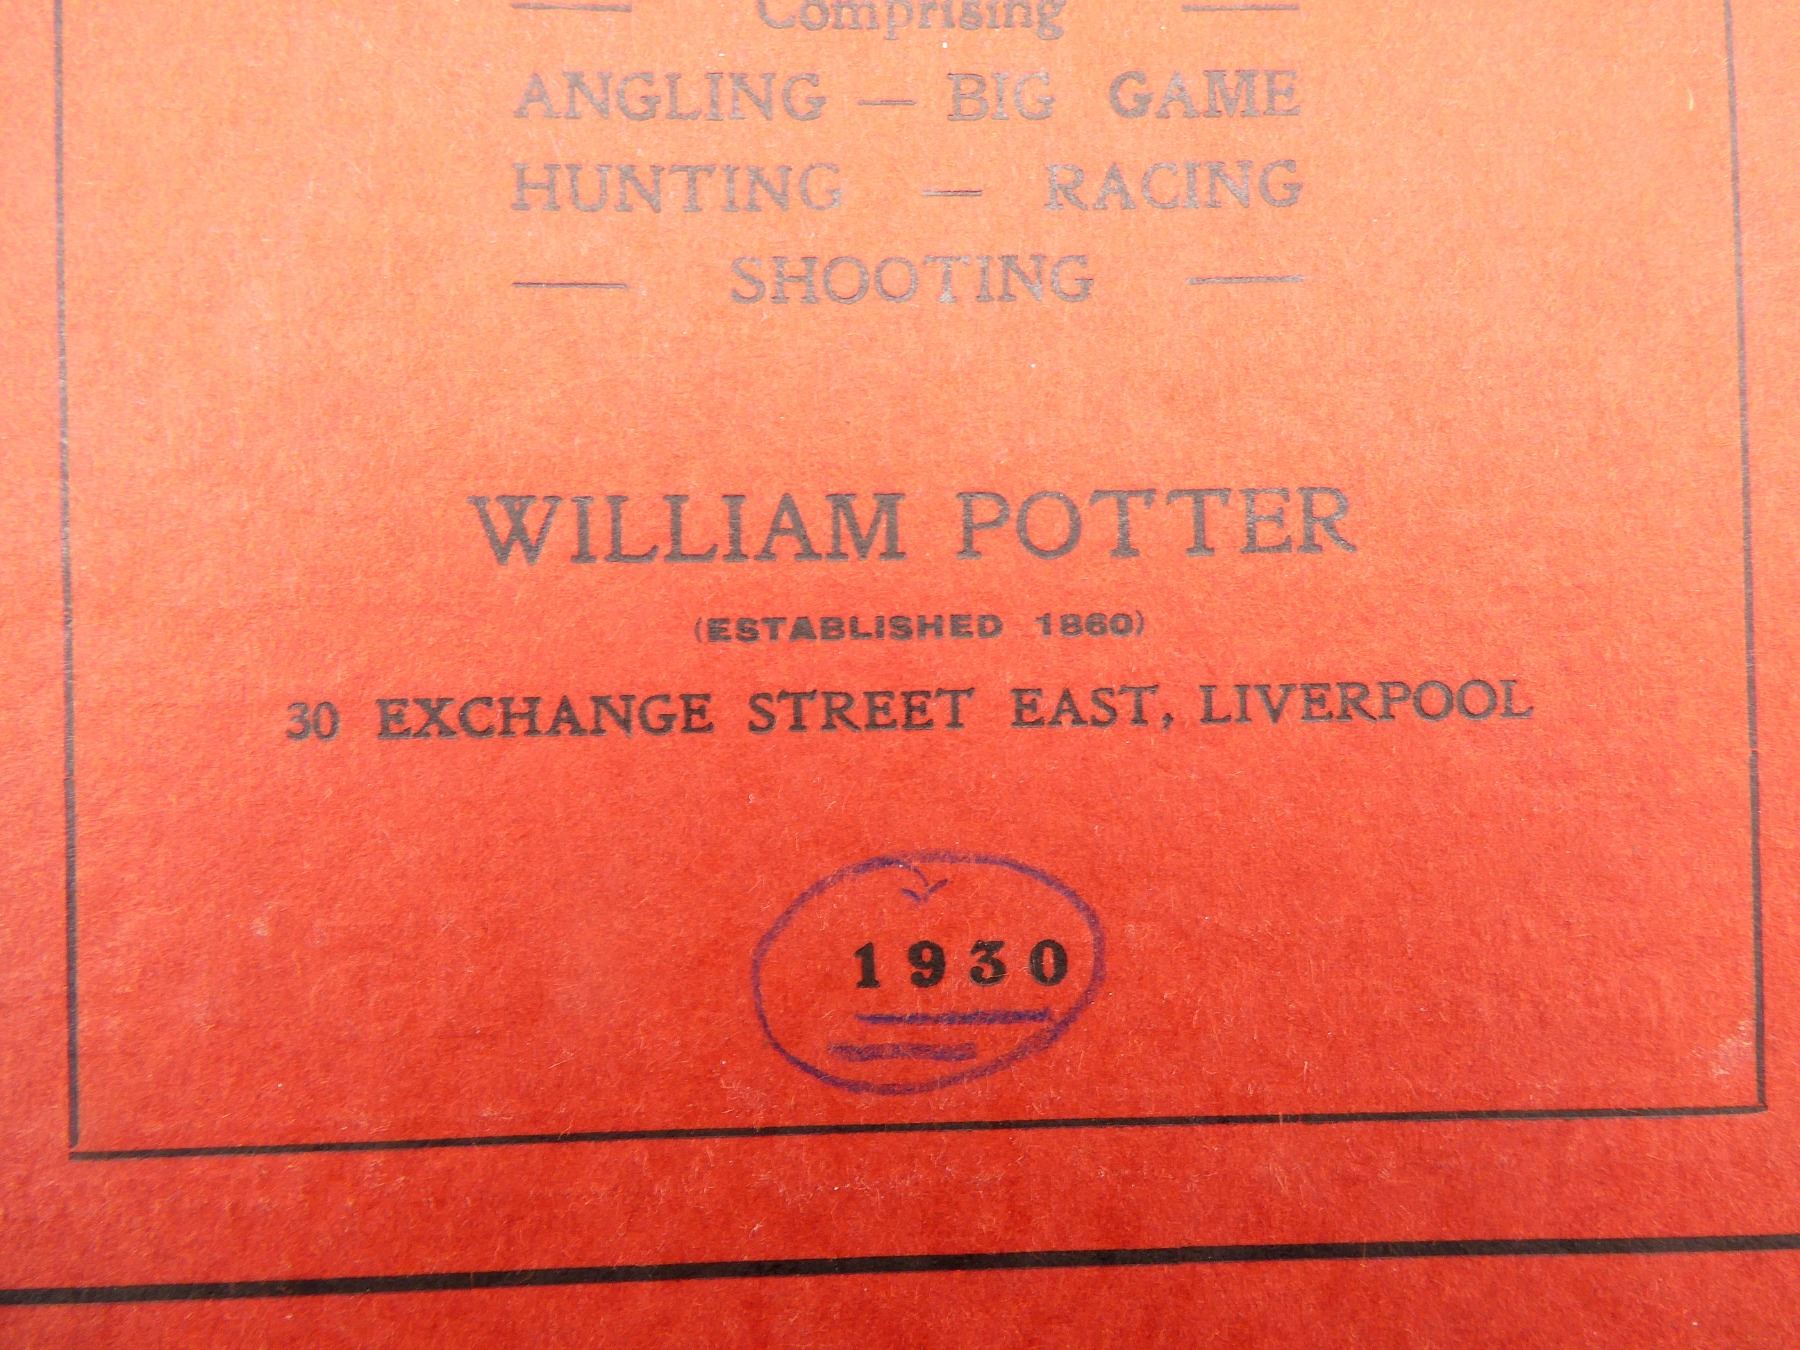 Comprising
ANGLING — BIG GAME
HUNTING — RACING
— SHOOTING —
WILLIAM POTTER
(ESTABLISHED 1860)
30 EXCHANGE STREET EAST, LIVERPOOL
1930